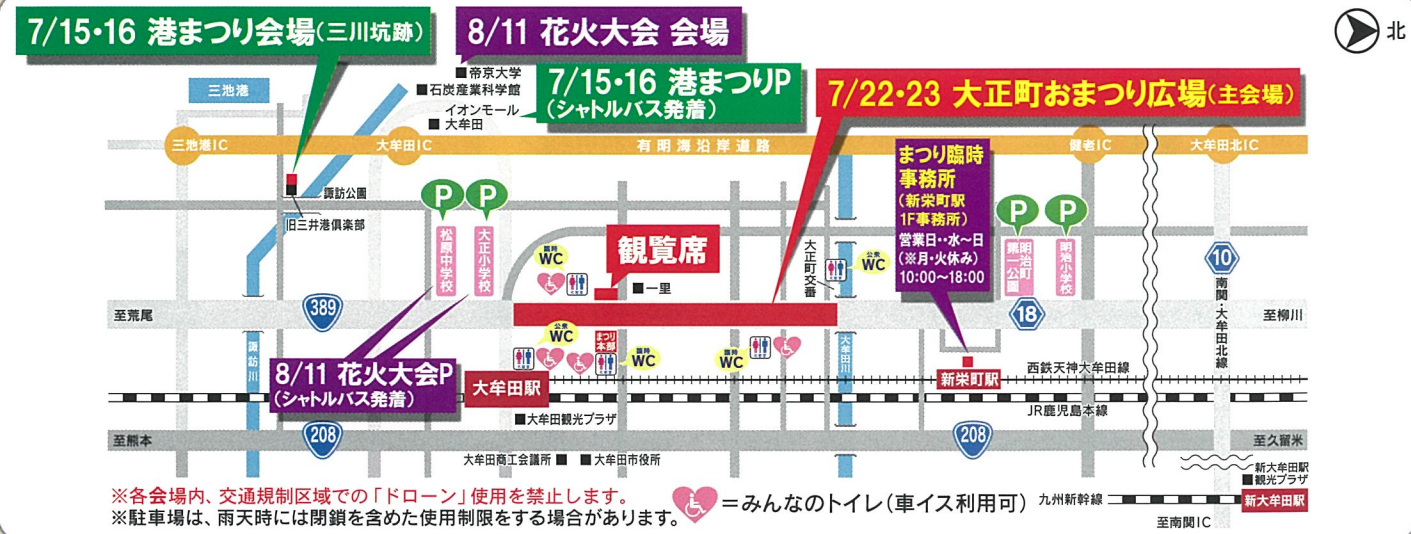 7/15・16 港まつり会場(三川坑跡)
8/11 花火大会 会場
北
帝京大学
石炭産業科学館
イオンモール
大牟田
7/15・16 港まつりP
(シャトルバス発着)
7/22・23 大正町おまつり広場(主会場)
三池港
三池港IC
大牟田IC
有明海沿岸道路
健老IC
大牟田北IC
まつり臨時
事務所
(新栄町駅
1F事務所)
営業日・・水〜日
(※月・火休み)
10:00〜18:00
諏訪公園
旧三井港倶楽部
P
P
松原中学校
大正小学校
臨時
WC
観覧席
一里
大正町交番
公衆
WC
P
P
明治町
第一公園
明治小学校
10
南関・大牟田北線
至荒尾
389
18
至柳川
諏訪川
公衆
WC
まつり
本部
臨時
WC
臨時
WC
大牟田川
8/11 花火大会P
(シャトルバス発着)
大牟田駅
新栄町駅
西鉄天神大牟田線
JR鹿児島本線
大牟田観光プラザ
至熊本
208
208
至久留米
大牟田商工会議所
大牟田市役所
新大牟田駅
観光プラザ
※各会場内、交通規制区域での「ドローン」使用を禁止します。
※駐車場は、雨天時には閉鎖を含めた使用制限をする場合があります。
=みんなのトイレ(車イス利用可)
九州新幹線
新大牟田駅
至南関IC